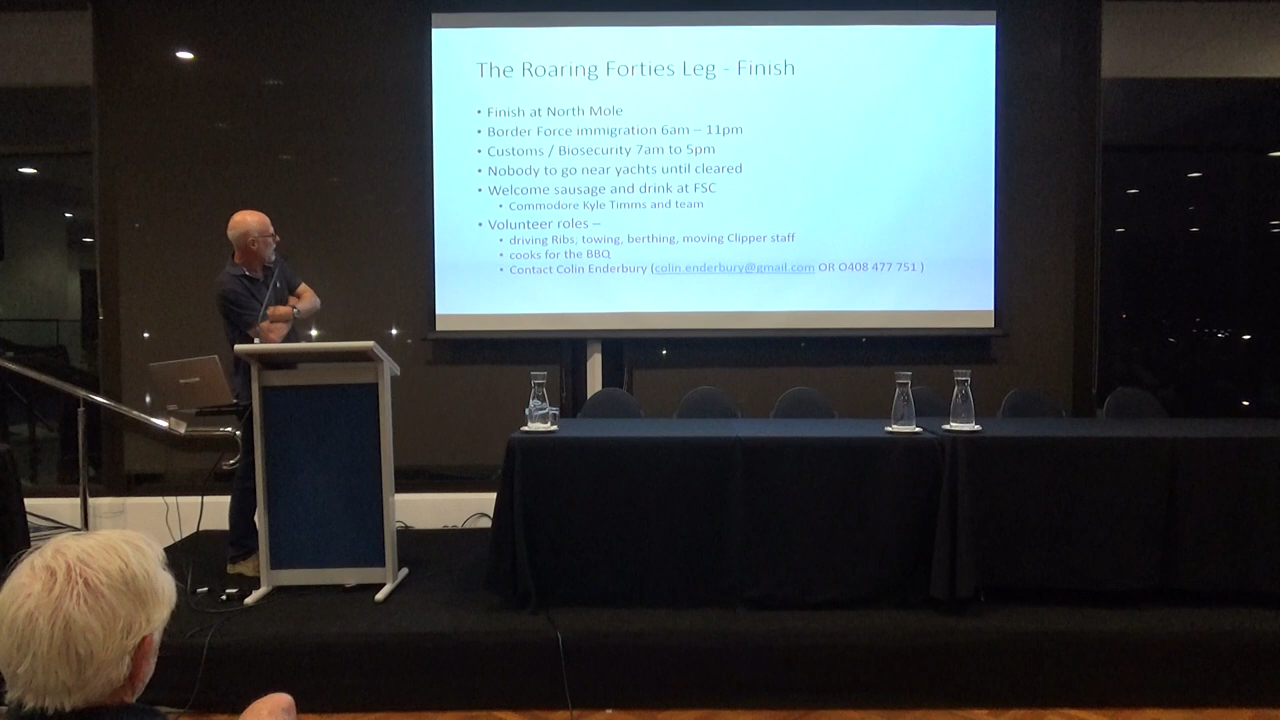 The Roaring Forties Leg - Finish
• Finish at North Mole
• Border Force immigration 6am – 11pm
• Customs / Biosecurity 7am to 5pm
• Nobody to go near yachts until cleared
• Welcome sausage and drink at FSC
• Commodore Kyle Timms and team
• Volunteer roles –
• driving Ribs, towing, berthing, moving Clipper staff
• cooks for the BBQ
• Contact Colin Enderbury (colin.enderbury@gmail.com OR O408 477 751 )